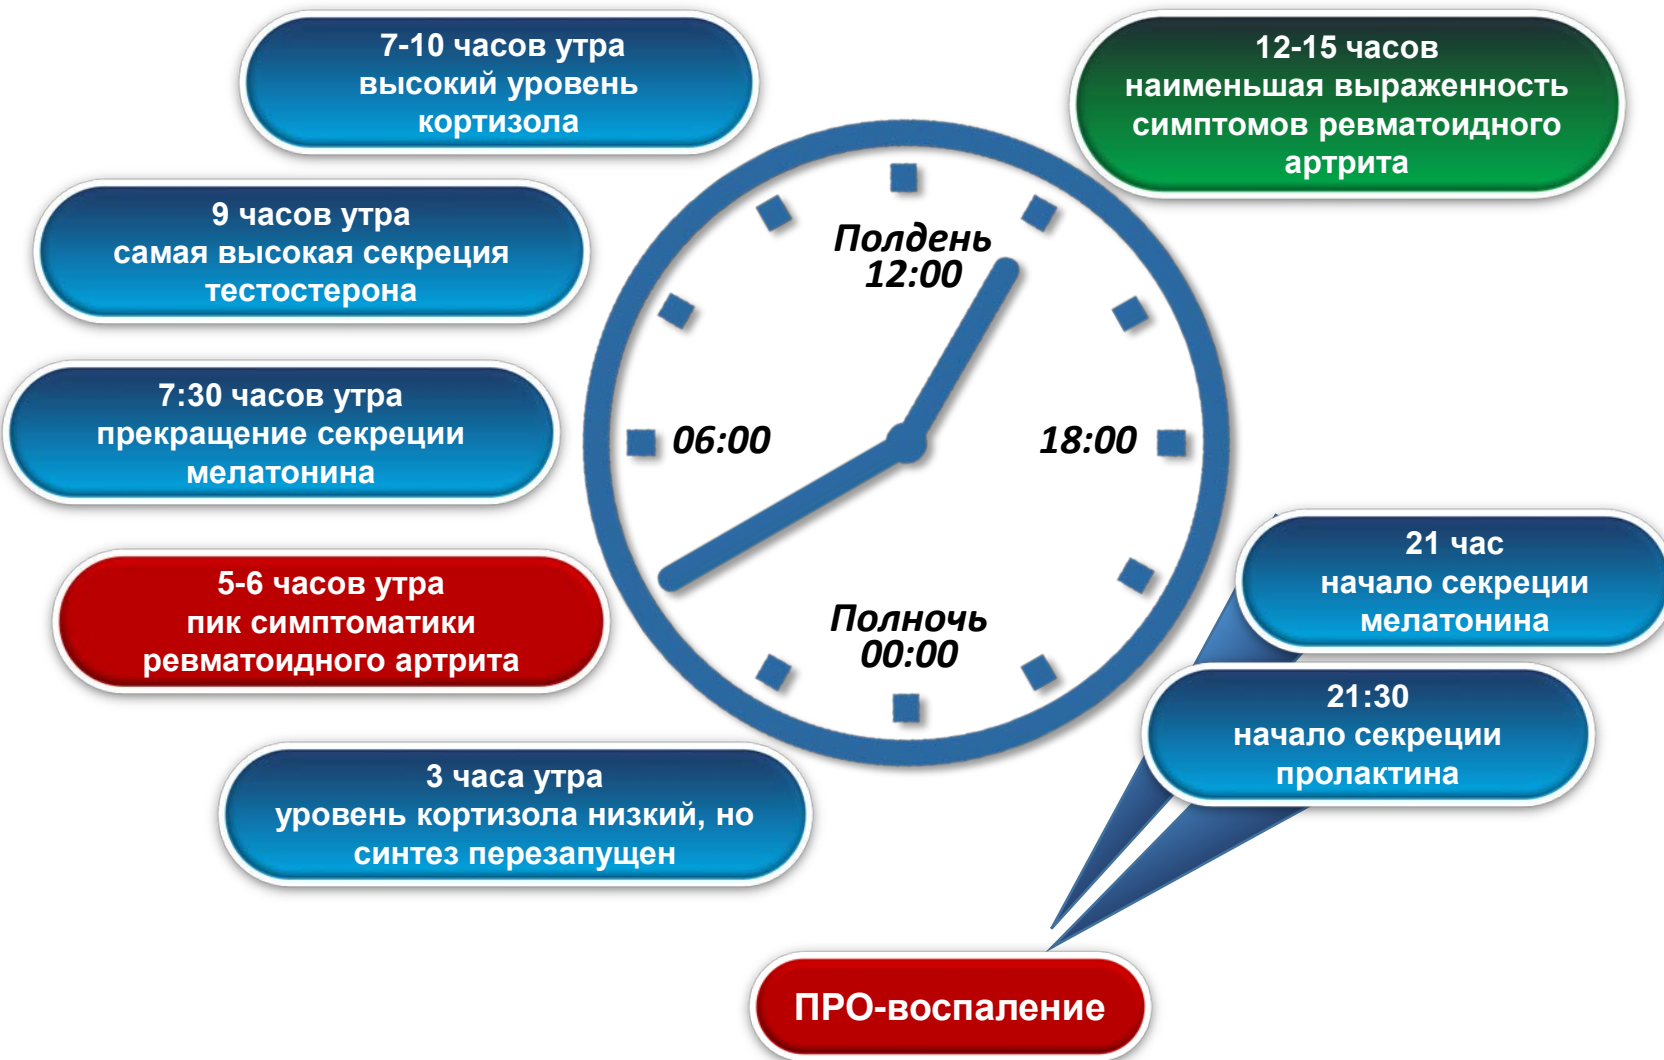 7-10 часов утра
высокий уровень
кортизола
12-15 часов
наименьшая выраженность
симптомов ревматоидного
артрита
9 часов утра
самая высокая секреция
тестостерона
Полдень
12:00
7:30 часов утра
прекращение секреции
мелатонина
06:00
18:00
5-6 часов утра
пик симптоматики
ревматоидного артрита
21 час
начало секреции
мелатонина
Полночь
00:00
21:30
начало секреции
пролактина
3 часа утра
уровень кортизола низкий, но
синтез перезапущен
ПРО-воспаление